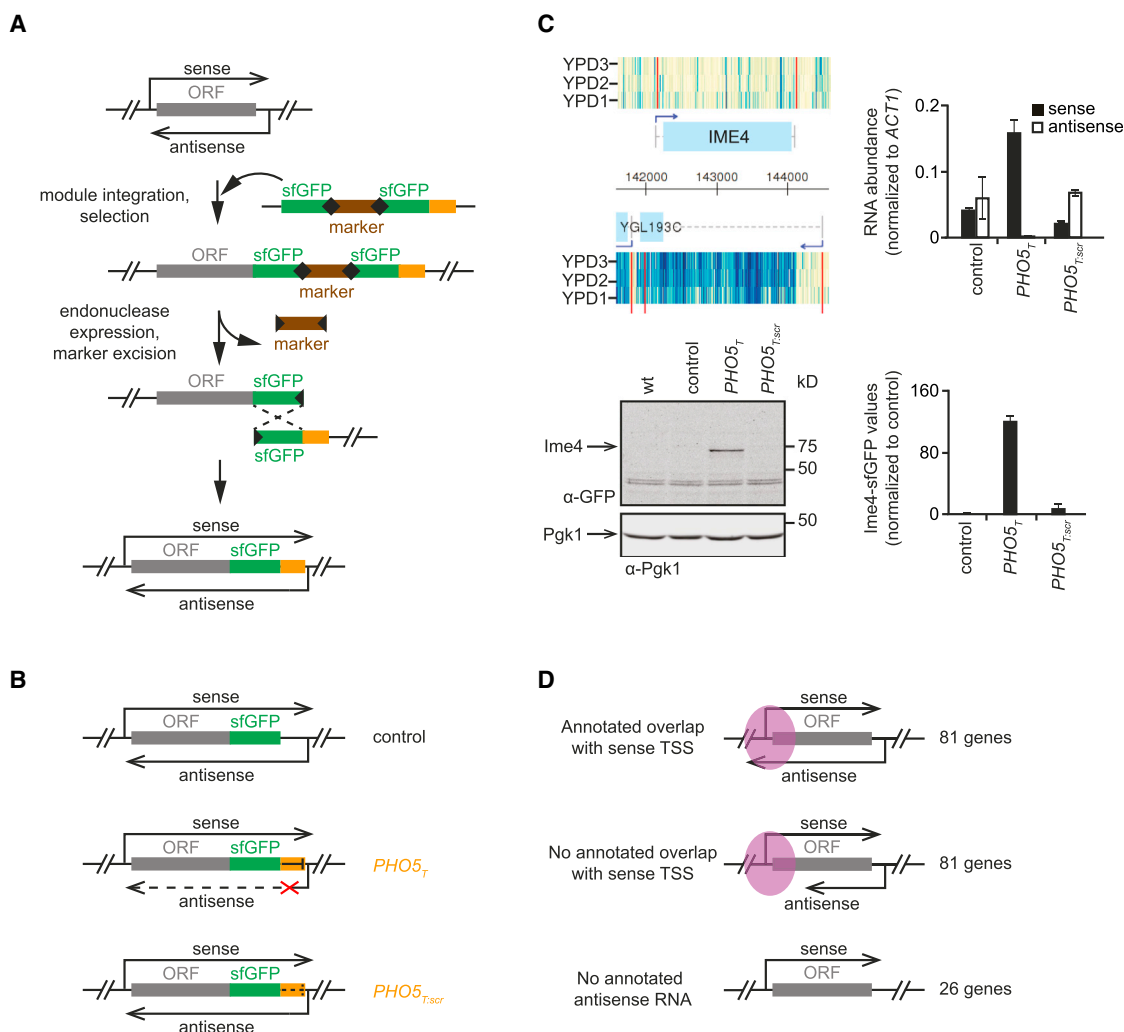 A
sense
ORF
antisense
module integration,
selection
sfGFP sfGFP
marker
ORF sfGFP sfGFP
marker
endonuclease
expression,
marker excision
marker
ORF sfGFP
sfGFP
sense
ORF sfGFP
antisense
B
sense
ORF sfGFP
antisense
control
sense
ORF sfGFP
antisense
PHO5T
sense
ORF sfGFP
antisense
PHO5T:scr
C
YPD3
YPD2
YPD1
IME4
142000 143000 144000
YGL193C
YPD3
YPD2
YPD1
RNA abundance
(normalized to ACT1)
0.2
0.1
0
sense
antisense
control
PHO5T
PHO5T:scr
wt
control
PHO5T
PHO5T:scr
kD
Ime4
75
50
α-GFP
Pgk1
50
α-Pgk1
Ime4-sfGFP values
(normalized to control)
160
80
0
control
PHO5T
PHO5T:scr
D
Annotated overlap
with sense TSS
sense
ORF
antisense
81 genes
No annotated overlap
with sense TSS
sense
ORF
antisense
81 genes
No annotated
antisense RNA
sense
ORF
26 genes